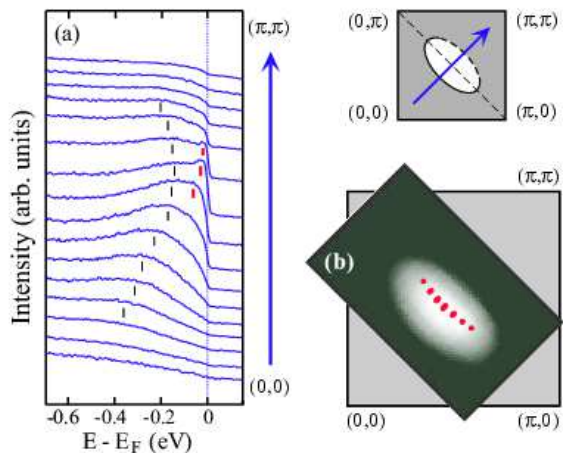 (a)
(π,π)
(0,0)
Intensity (arb. units)
-0.6 -0.4 -0.2 0
E - E_F (eV)
(0,π) (π,π)
(0,0) (π,0)
(π,π)
(b)
(0,0) (π,0)